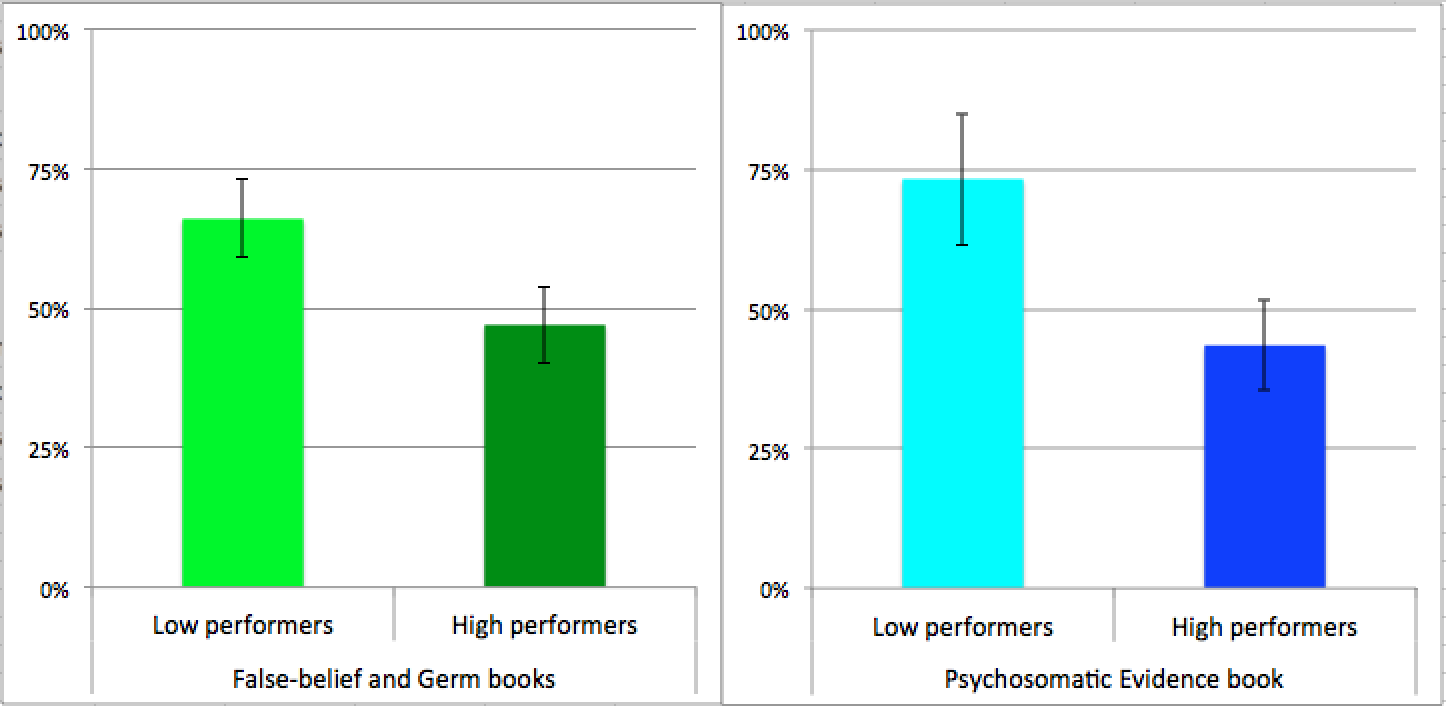 100%
75%
50%
25%
0%
Low performers
High performers
False-belief and Germ books
100%
75%
50%
25%
0%
Low performers
High performers
Psychosomatic Evidence book